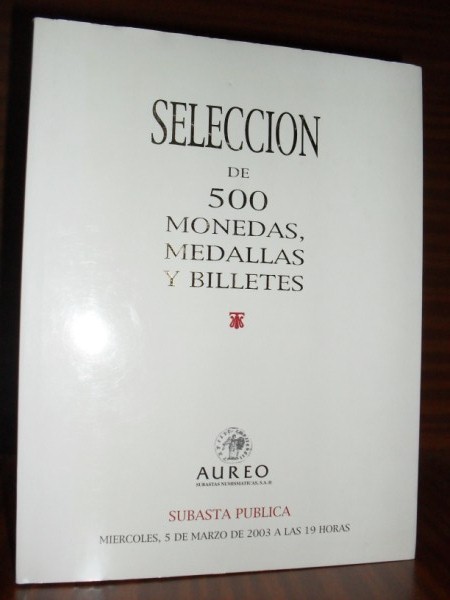 SELECCION
DE
500
MONEDAS,
MEDALLAS
Y BILLETES
AUREO
SUBASTAS NUMISMATICAS, S.A.
SUBASTA PUBLICA
MIERCOLES, 5 DE MARZO DE 2003 A LAS 19 HORAS